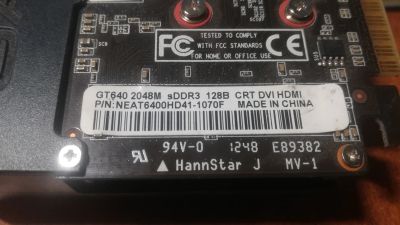 TESTED TO COMPLY
FC WITH FCC STANDARDS CE
FOR HOME OR OFFICE USE
GT640 2048M sDDR3 128B CRT DVI HDMI
P/N:NEAT6400HD41-1070F MADE IN CHINA
94V-0 1248 E89382
HannStar J MV-1